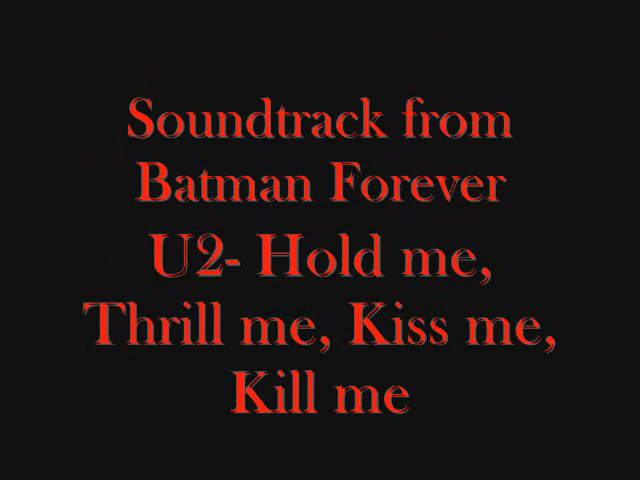 Soundtrack from
Batman Forever
U2- Hold me,
Thrill me, Kiss me,
Kill me